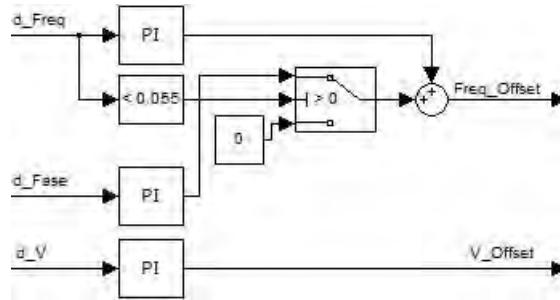 d_Freq
PI
< 0.055
> 0
Freq_Offset
0
d_Fase
PI
d_V
PI
V_Offset